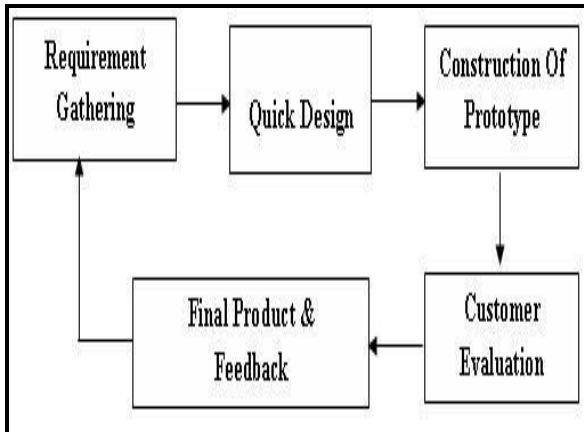 Requirement
Gathering
Quick Design
Construction Of
Prototype
Customer
Evaluation
Final Product &
Feedback